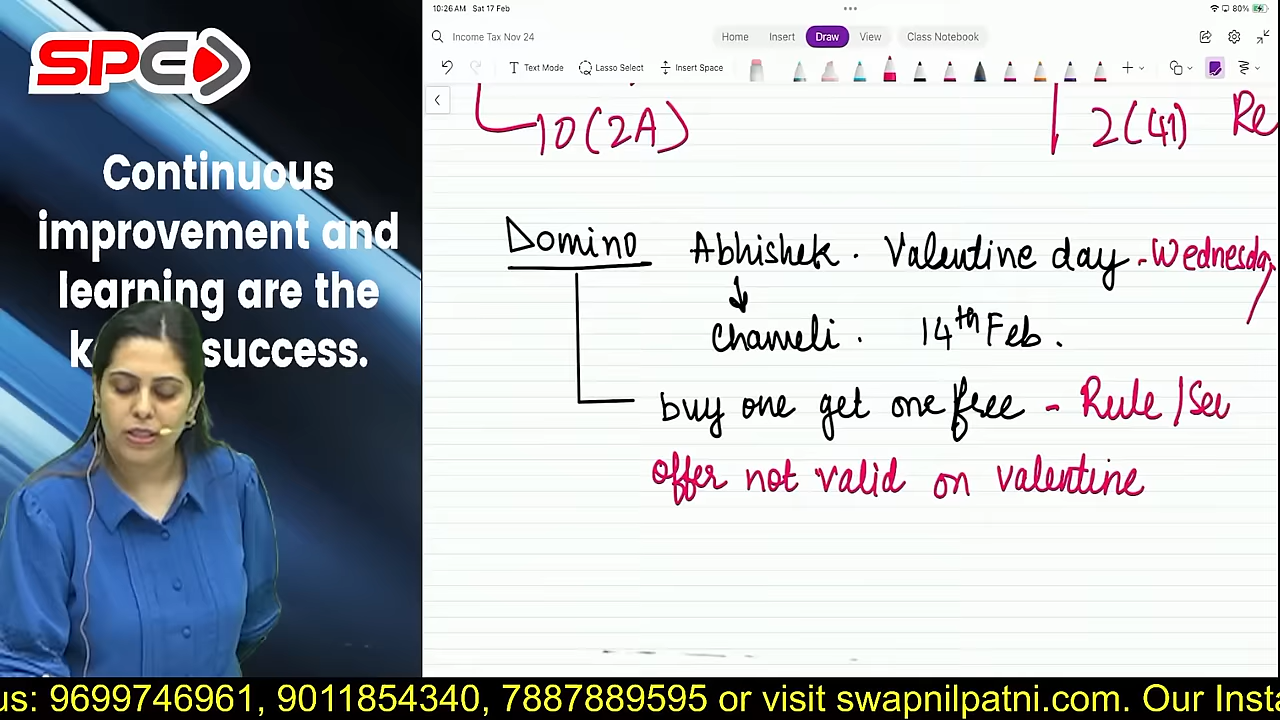 10:26 AM Sat 17 Feb
80%
SPC
Continuous
improvement and
learning are the
success.
Income Tax Nov 24
Home Insert Draw View Class Notebook
Text Mode Lasso Select Insert Space
10(2A) 2(41) Re
Domino Abhishek. Valentine day - Wednesday
Chameli. 14th Feb.
buy one get one free - Rule/Sec
offer not valid on valentine
us: 9699746961, 9011854340, 7887889595 or visit swapnilpatni.com. Our Insta